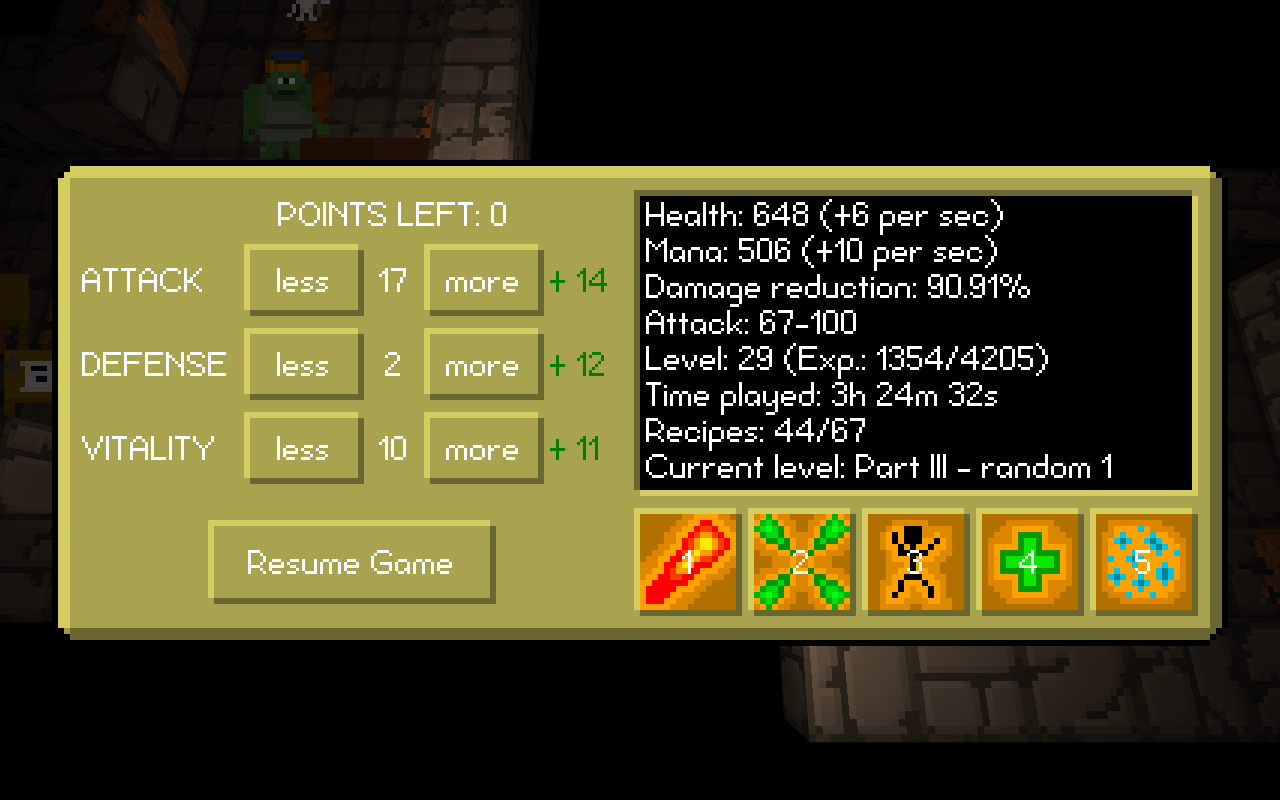 POINTS LEFT: 0
ATTACK less 17 more + 14
DEFENSE less 2 more + 12
VITALITY less 10 more + 11
Resume Game
Health: 648 (+6 per sec)
Mana: 506 (+10 per sec)
Damage reduction: 90.91%
Attack: 67-100
Level: 29 (Exp.: 1354/4205)
Time played: 3h 24m 32s
Recipes: 44/67
Current level: Part III - random 1
1 2 3 4 5